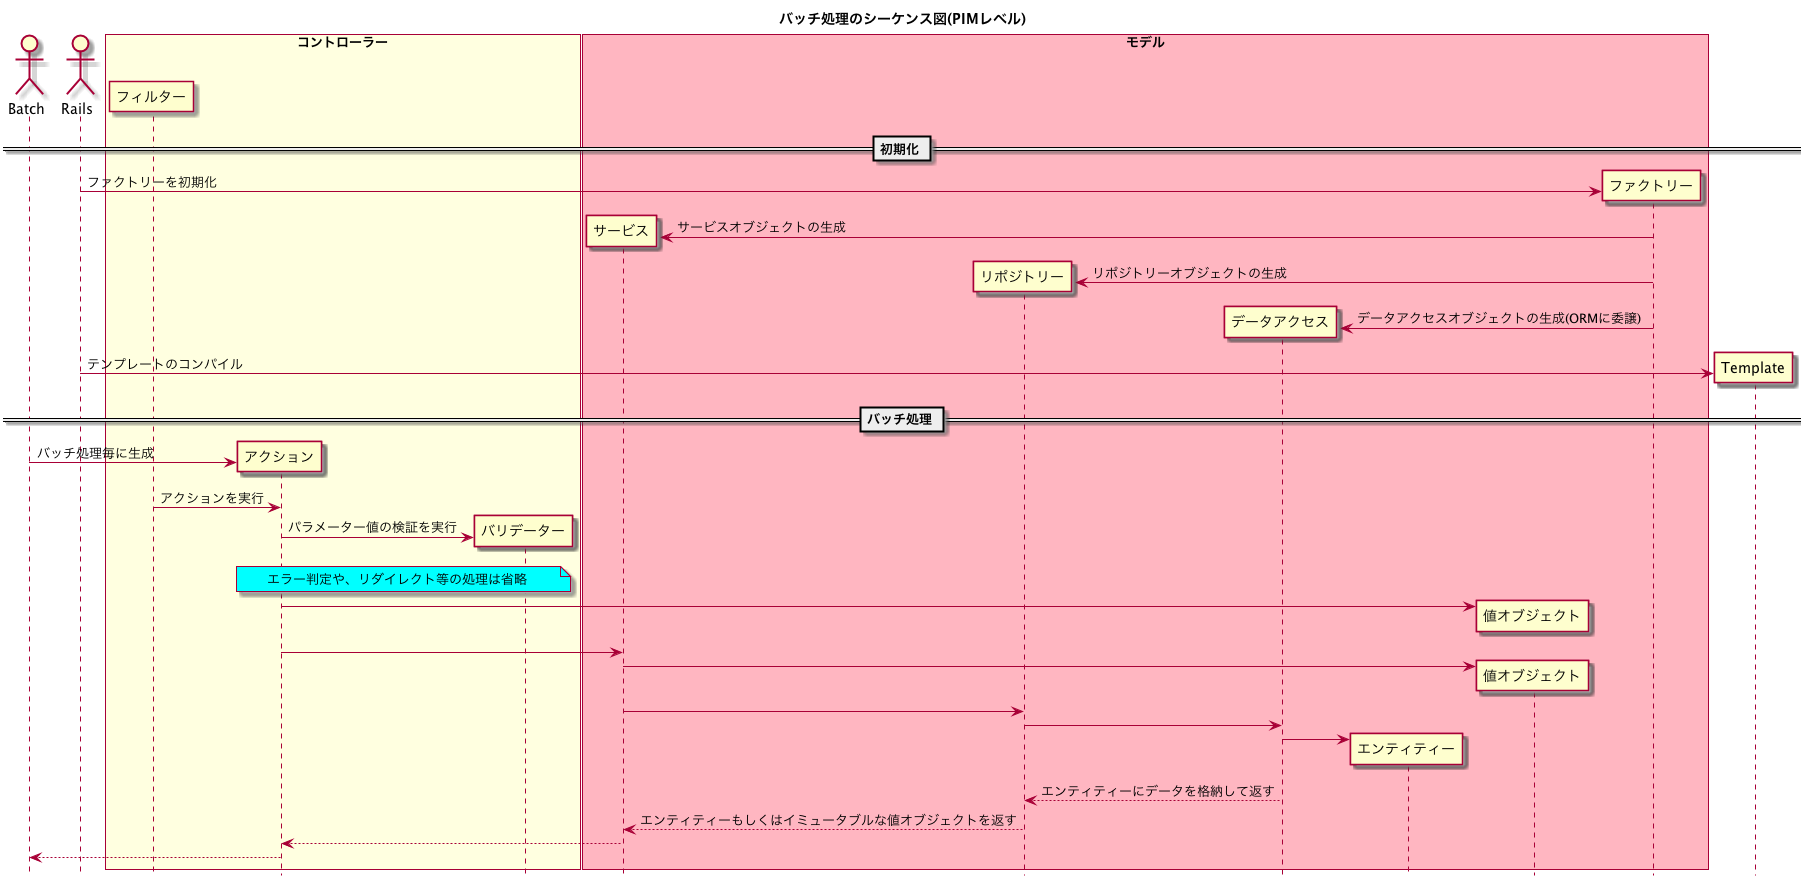 バッチ処理のシーケンス図(PIMレベル)
コントローラー
モデル
Batch
Rails
フィルター
初期化
ファクトリーを初期化
ファクトリー
サービス
サービスオブジェクトの生成
リポジトリー
リポジトリーオブジェクトの生成
データアクセス
データアクセスオブジェクトの生成(ORMに委譲)
テンプレートのコンパイル
Template
バッチ処理
バッチ処理毎に生成
アクション
アクションを実行
パラメーター値の検証を実行
バリデーター
エラー判定や、リダイレクト等の処理は省略
値オブジェクト
値オブジェクト
エンティティー
エンティティーにデータを格納して返す
エンティティーもしくはイミュータブルな値オブジェクトを返す